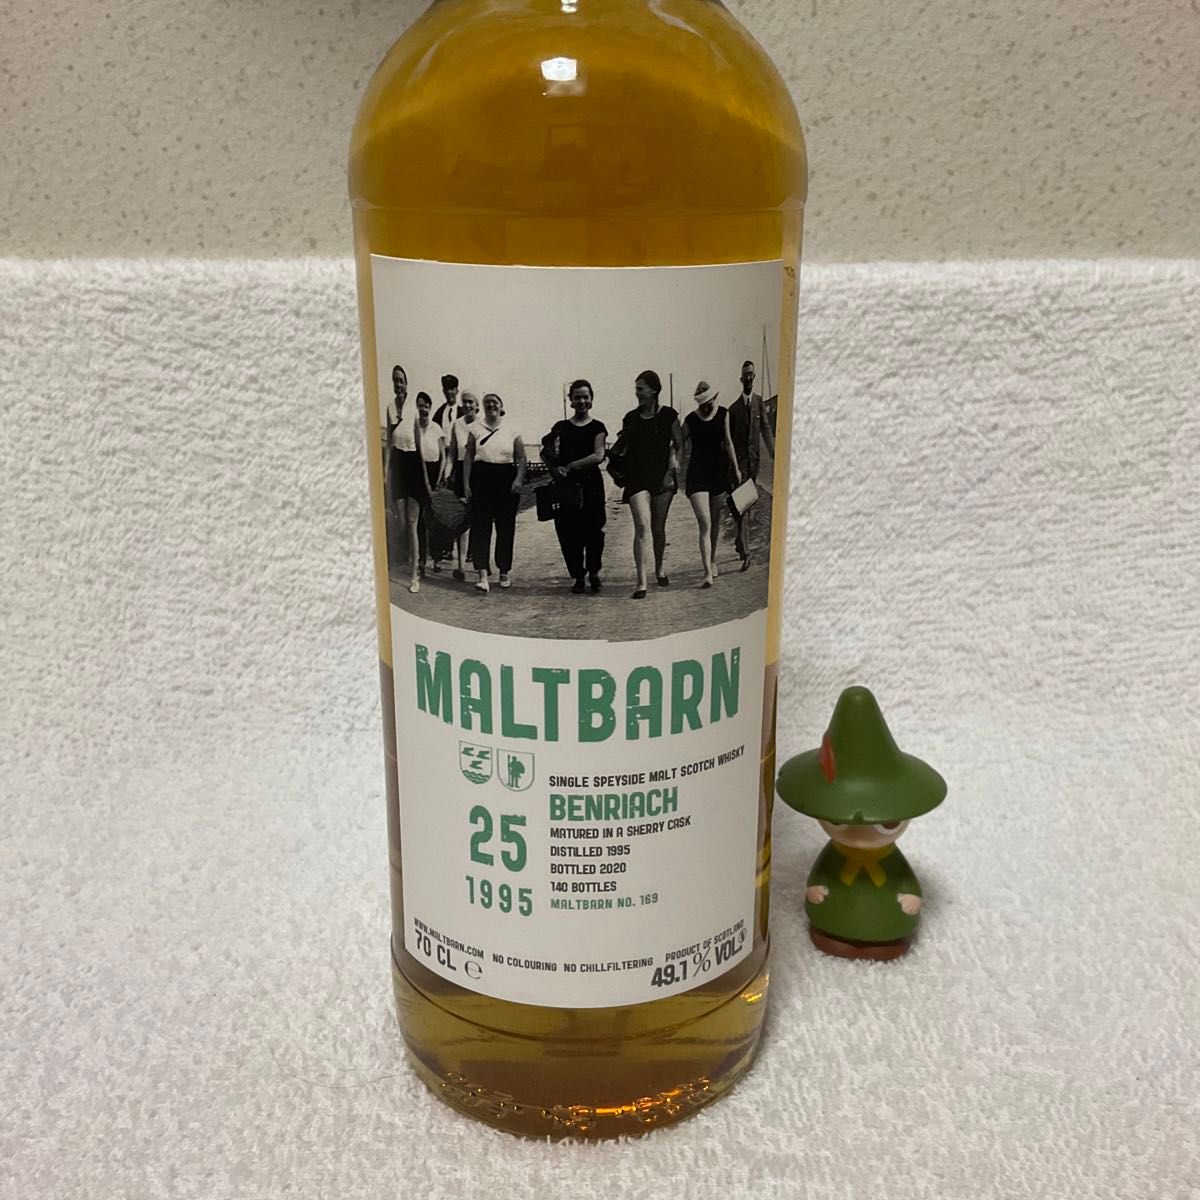 MALTBARN
SINGLE SPEYSIDE MALT SCOTCH WHISKY
BENRIACH
MATURED IN A SHERRY CASK
DISTILLED 1995
BOTTLED 2020
140 BOTTLES
MALTBARN NO. 169
25
1995
WWW.MALTBARN.COM
70 CL ℮
NO COLOURING NO CHILLFILTERING
PRODUCT OF SCOTLAND
49.1 % VOL.